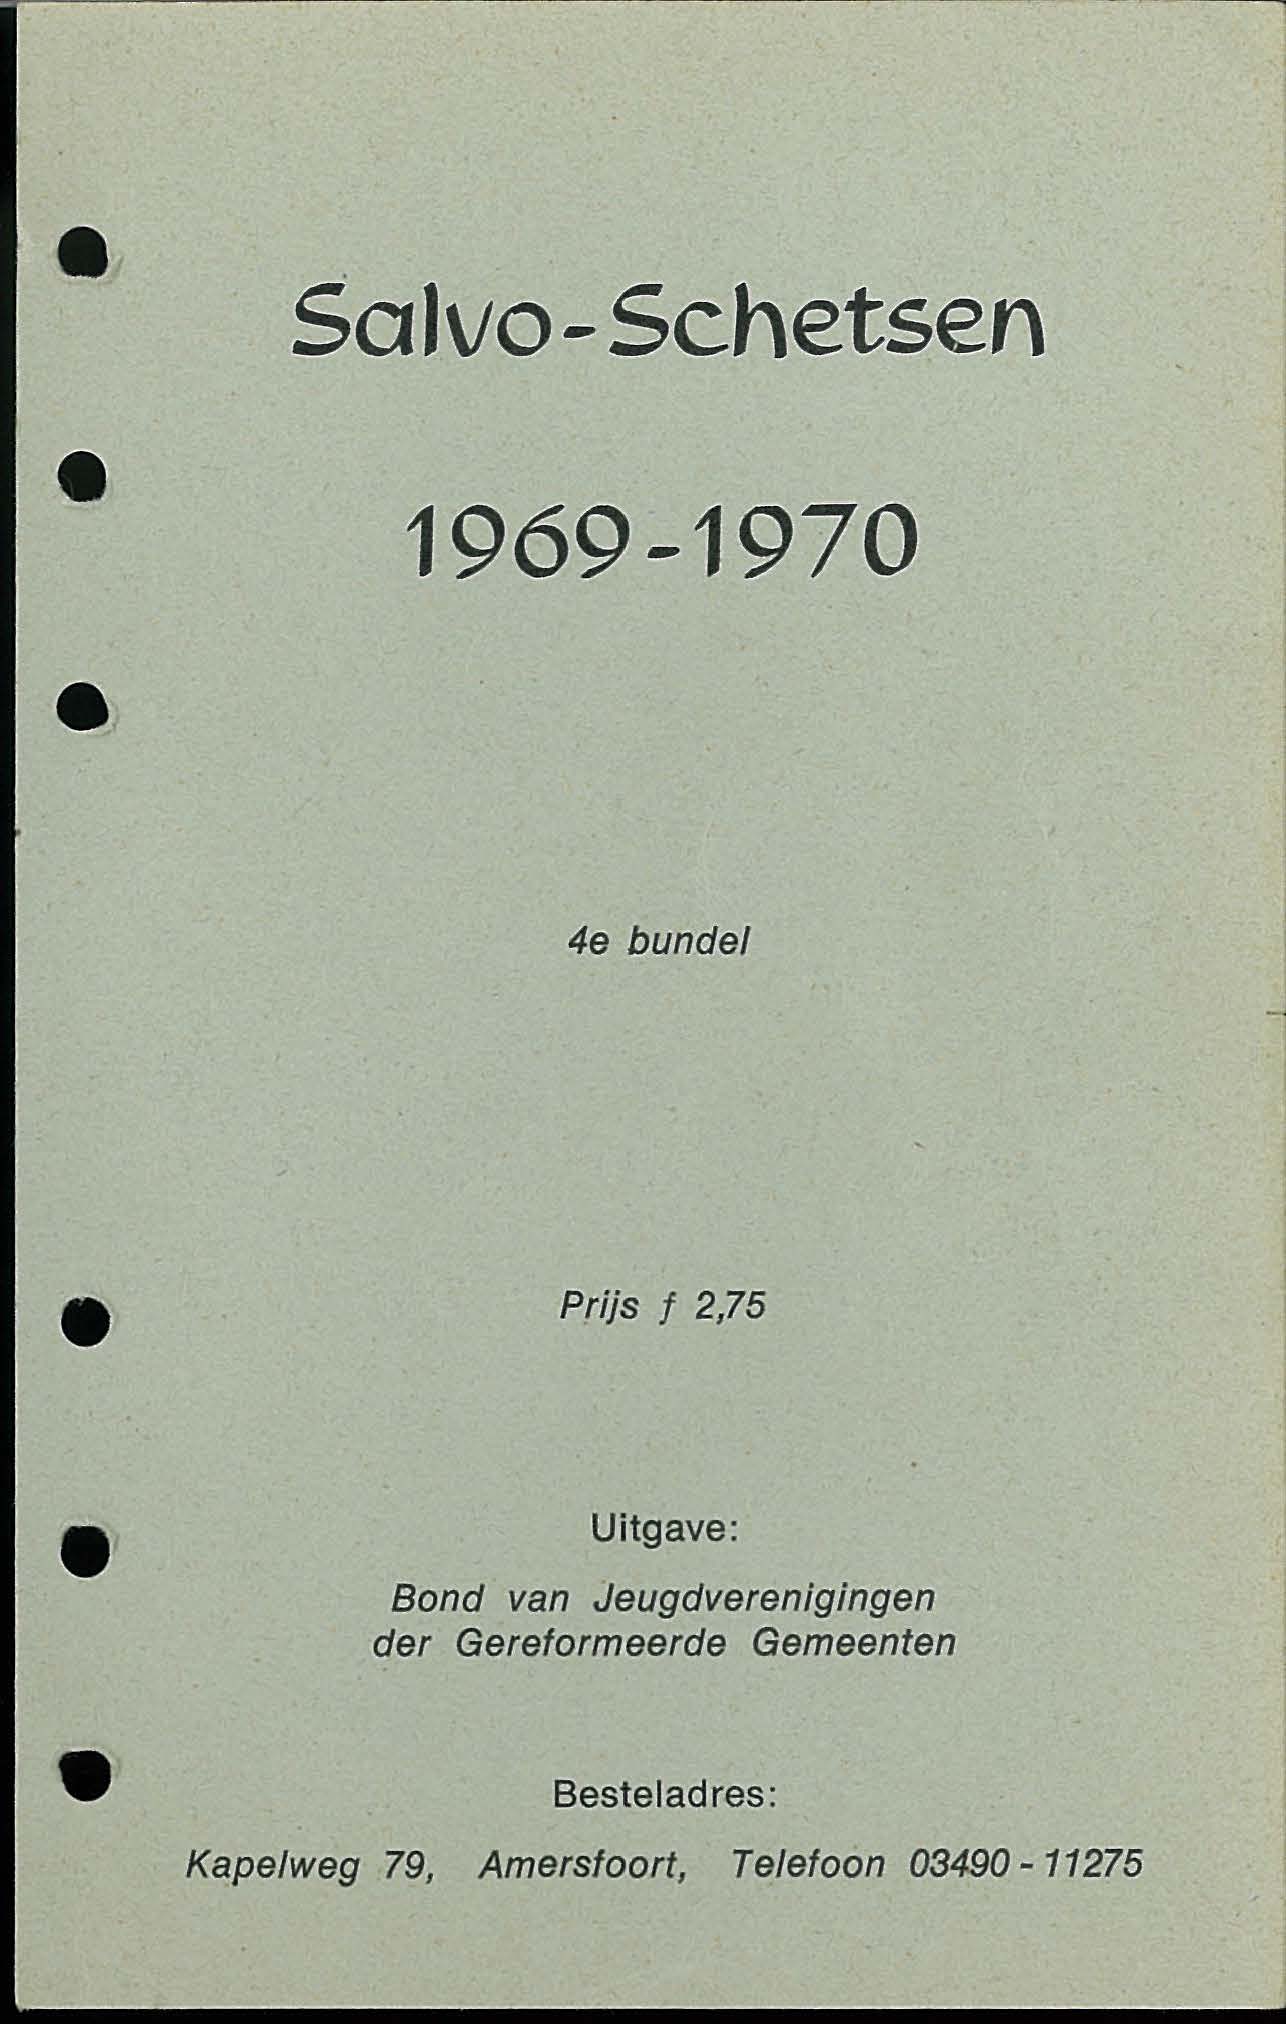 Salvo-Schetsen
1969-1970
4e bundel
Prijs ƒ 2,75
Uitgave:
Bond van Jeugdverenigingen
der Gereformeerde Gemeenten
Besteladres:
Kapelweg 79, Amersfoort, Telefoon 03490 - 11275